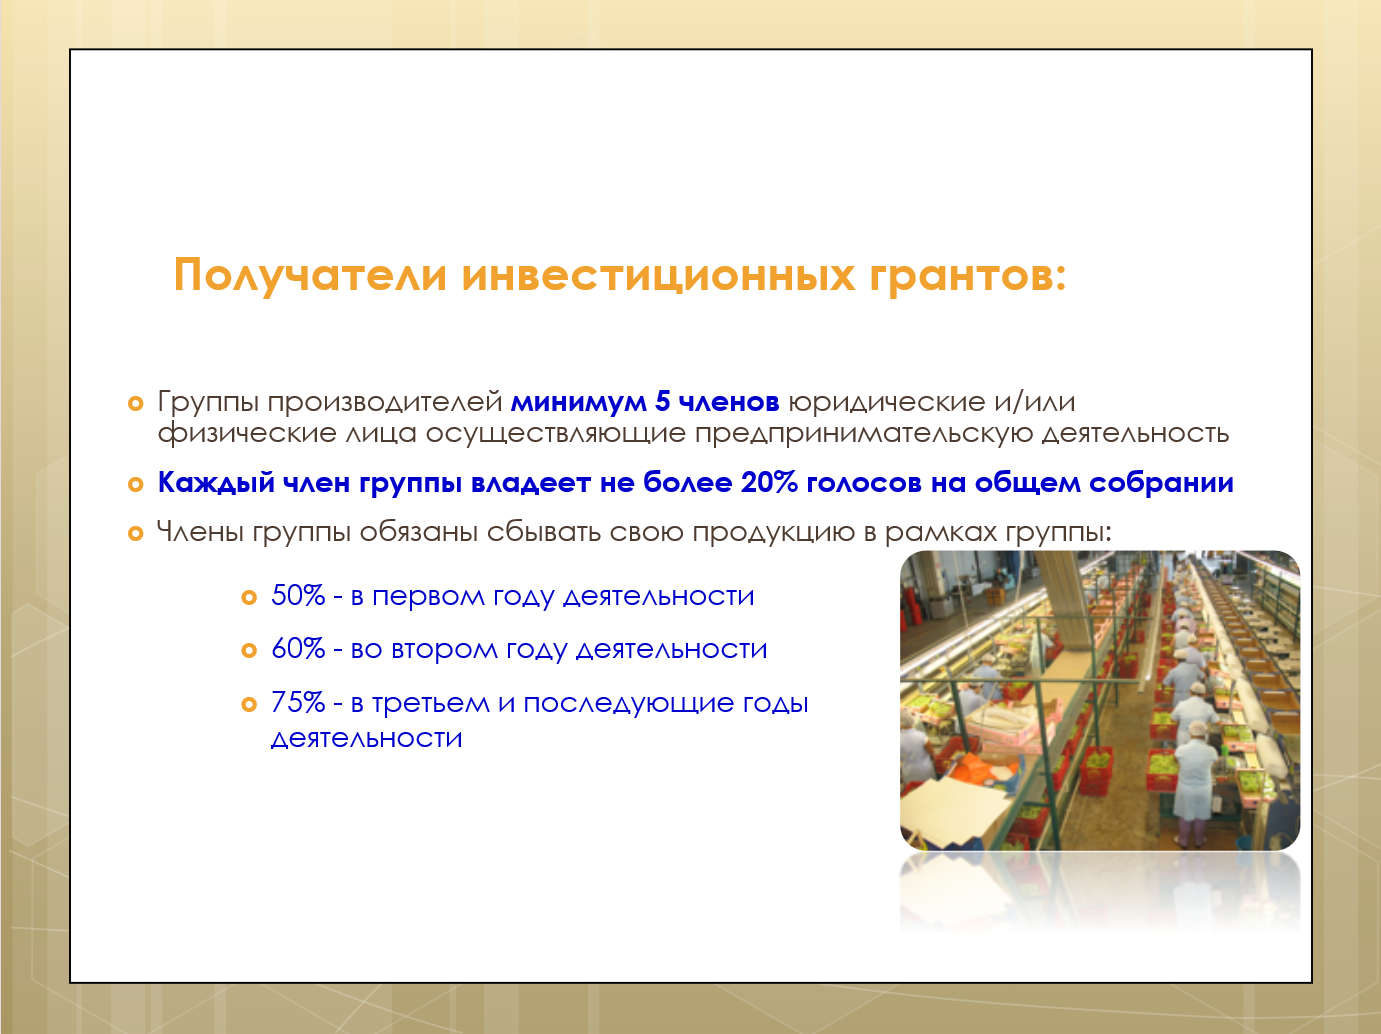 Получатели инвестиционных грантов:
Группы производителей минимум 5 членов юридические и/или
физические лица осуществляющие предпринимательскую деятельность
Каждый член группы владеет не более 20% голосов на общем собрании
Члены группы обязаны сбывать свою продукцию в рамках группы:
50% - в первом году деятельности
60% - во втором году деятельности
75% - в третьем и последующие годы
деятельности